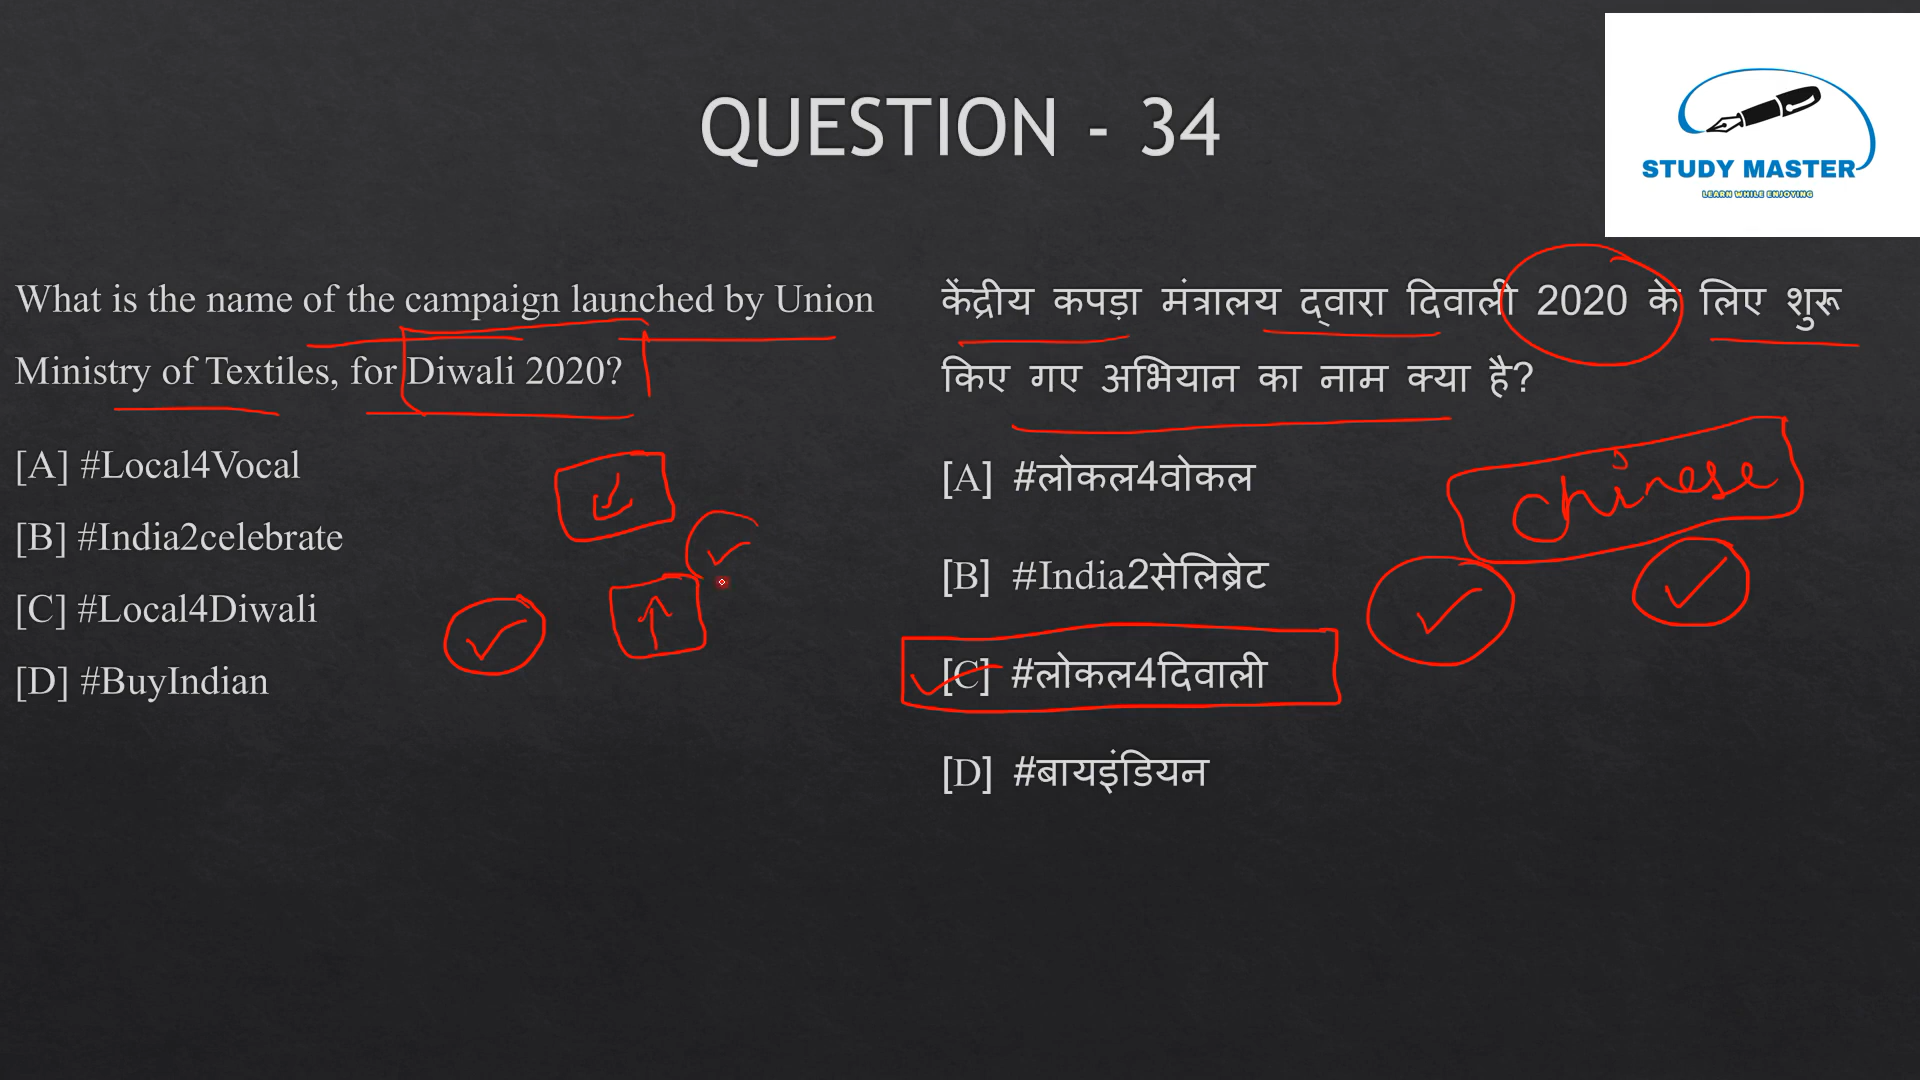 QUESTION - 34
STUDY MASTER
LEARN WHILE ENJOYING
What is the name of the campaign launched by Union
Ministry of Textiles, for Diwali 2020?
[A] #Local4Vocal
[B] #India2celebrate
[C] #Local4Diwali
[D] #BuyIndian
केंद्रीय कपड़ा मंत्रालय द्वारा दिवाली 2020 के लिए शुरू
किए गए अभियान का नाम क्या है?
[A] #लोकल4वोकल
[B] #India2सेलिब्रेट
[C] #लोकल4दिवाली
[D] #बायइंडियन
Chinese